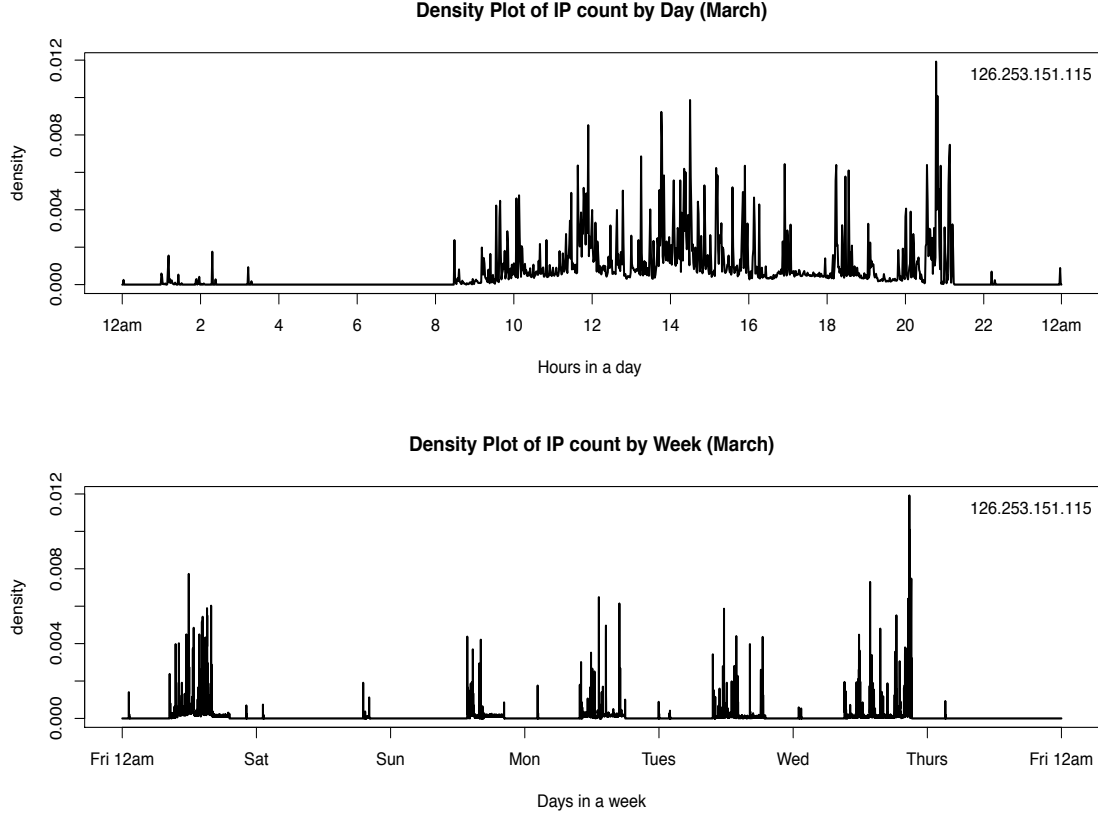 Density Plot of IP count by Day (March)
126.253.151.115
density
0.012
0.008
0.004
0.000
12am 2 4 6 8 10 12 14 16 18 20 22 12am
Hours in a day
Density Plot of IP count by Week (March)
126.253.151.115
density
0.012
0.008
0.004
0.000
Fri 12am Sat Sun Mon Tues Wed Thurs Fri 12am
Days in a week